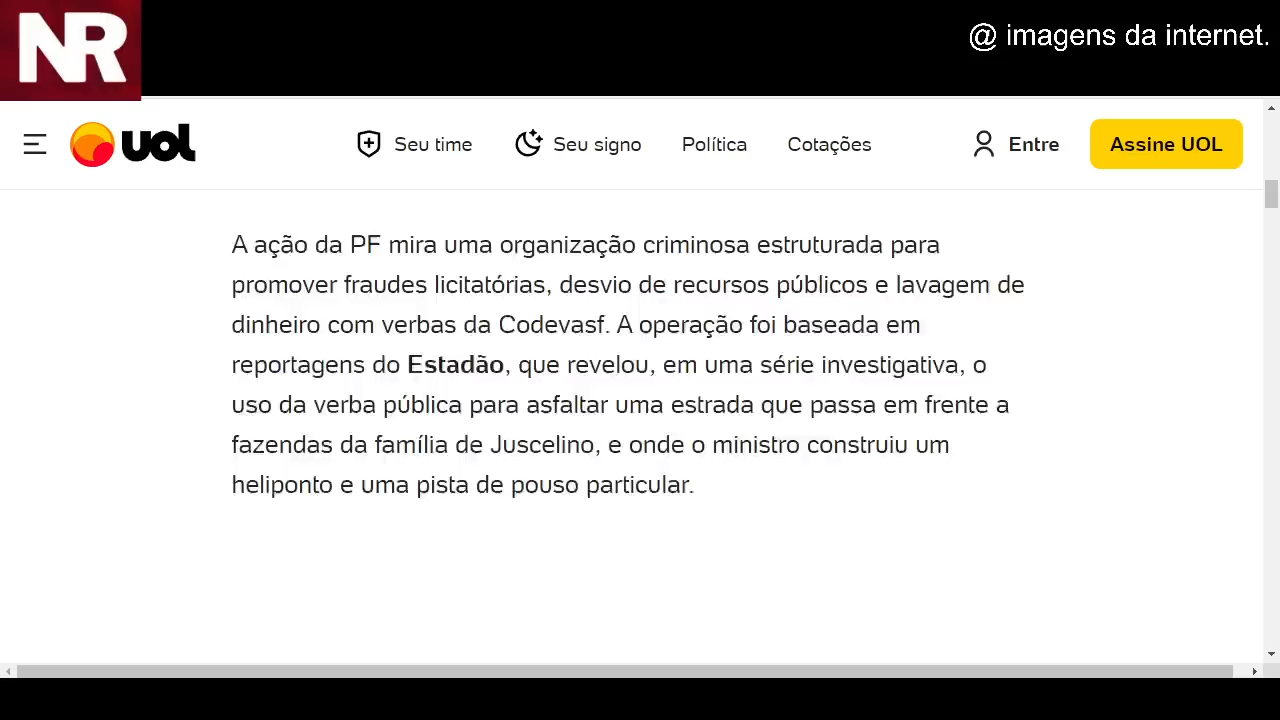 NR
@ imagens da internet.
uol
Seu time
Seu signo
Política
Cotações
Entre
Assine UOL
A ação da PF mira uma organização criminosa estruturada para
promover fraudes licitatórias, desvio de recursos públicos e lavagem de
dinheiro com verbas da Codevasf. A operação foi baseada em
reportagens do Estadão, que revelou, em uma série investigativa, o
uso da verba pública para asfaltar uma estrada que passa em frente a
fazendas da família de Juscelino, e onde o ministro construiu um
heliponto e uma pista de pouso particular.